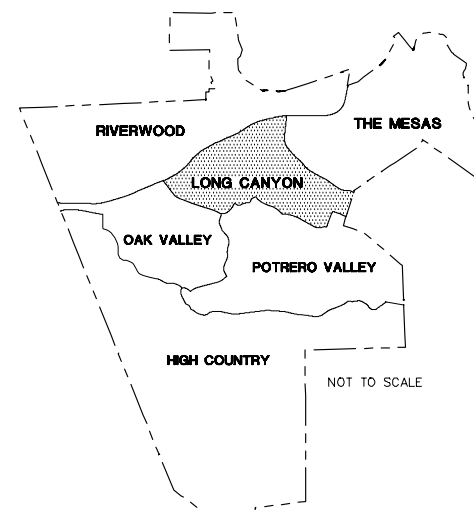 RIVERWOOD
THE MESAS
LONG CANYON
OAK VALLEY
POTRERO VALLEY
HIGH COUNTRY
NOT TO SCALE